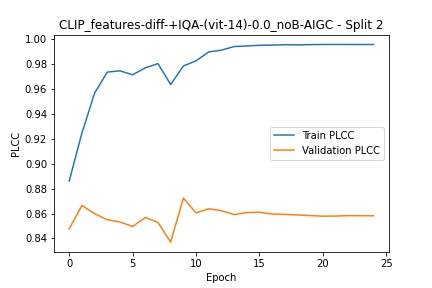 CLIP_features-diff-+IQA-(vit-14)-0.0_noB-AIGC - Split 2
1.00
0.98
0.96
0.94
0.92
0.90
0.88
0.86
0.84
PLCC
Train PLCC
Validation PLCC
0 5 10 15 20 25
Epoch